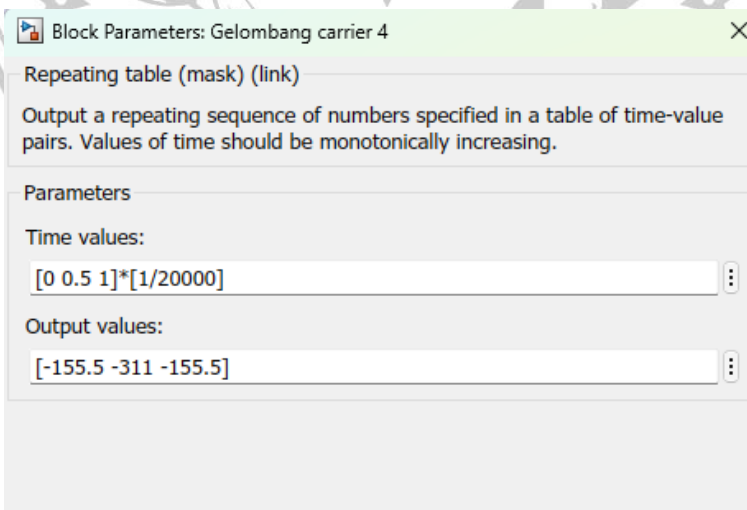 Block Parameters: Gelombang carrier 4
Repeating table (mask) (link)
Output a repeating sequence of numbers specified in a table of time-value
pairs. Values of time should be monotonically increasing.
Parameters
Time values:
[0 0.5 1]*[1/20000]
Output values:
[-155.5 -311 -155.5]